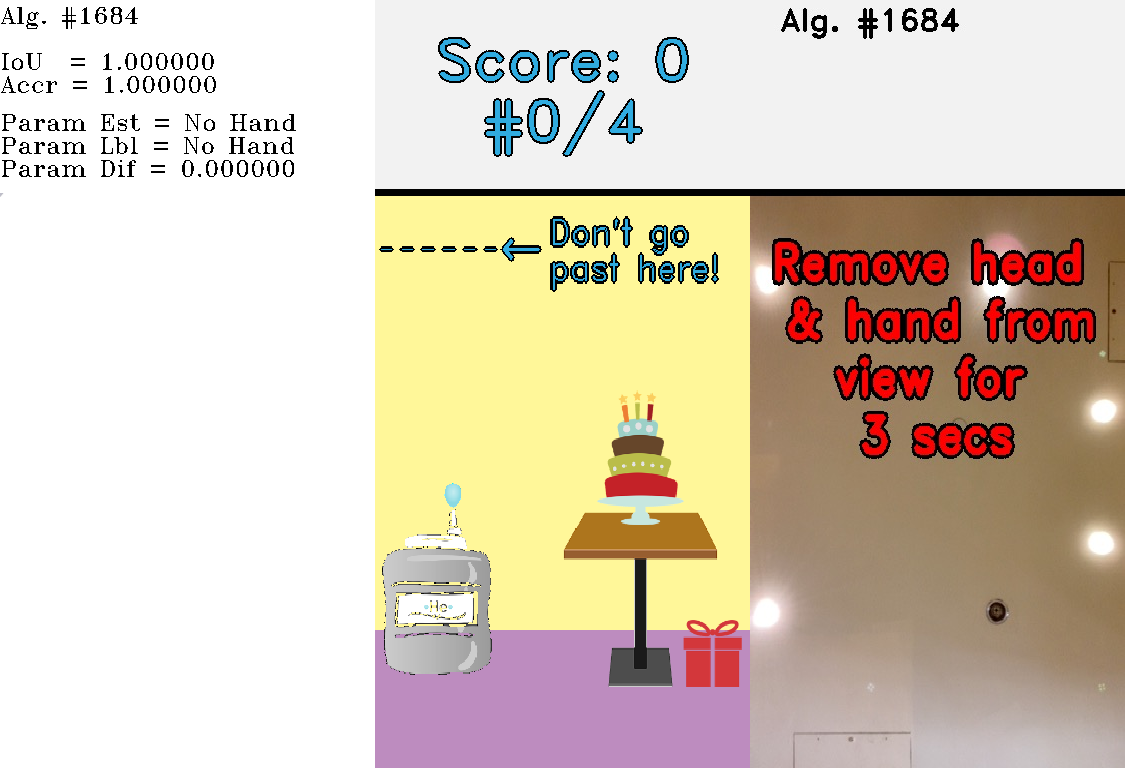 Alg. #1684
IoU = 1.000000
Accr = 1.000000
Param Est = No Hand
Param Lbl = No Hand
Param Dif = 0.000000
Score: 0
#0/4
Alg. #1684
Don't go
past here!
Remove head
& hand from
view for
3 secs